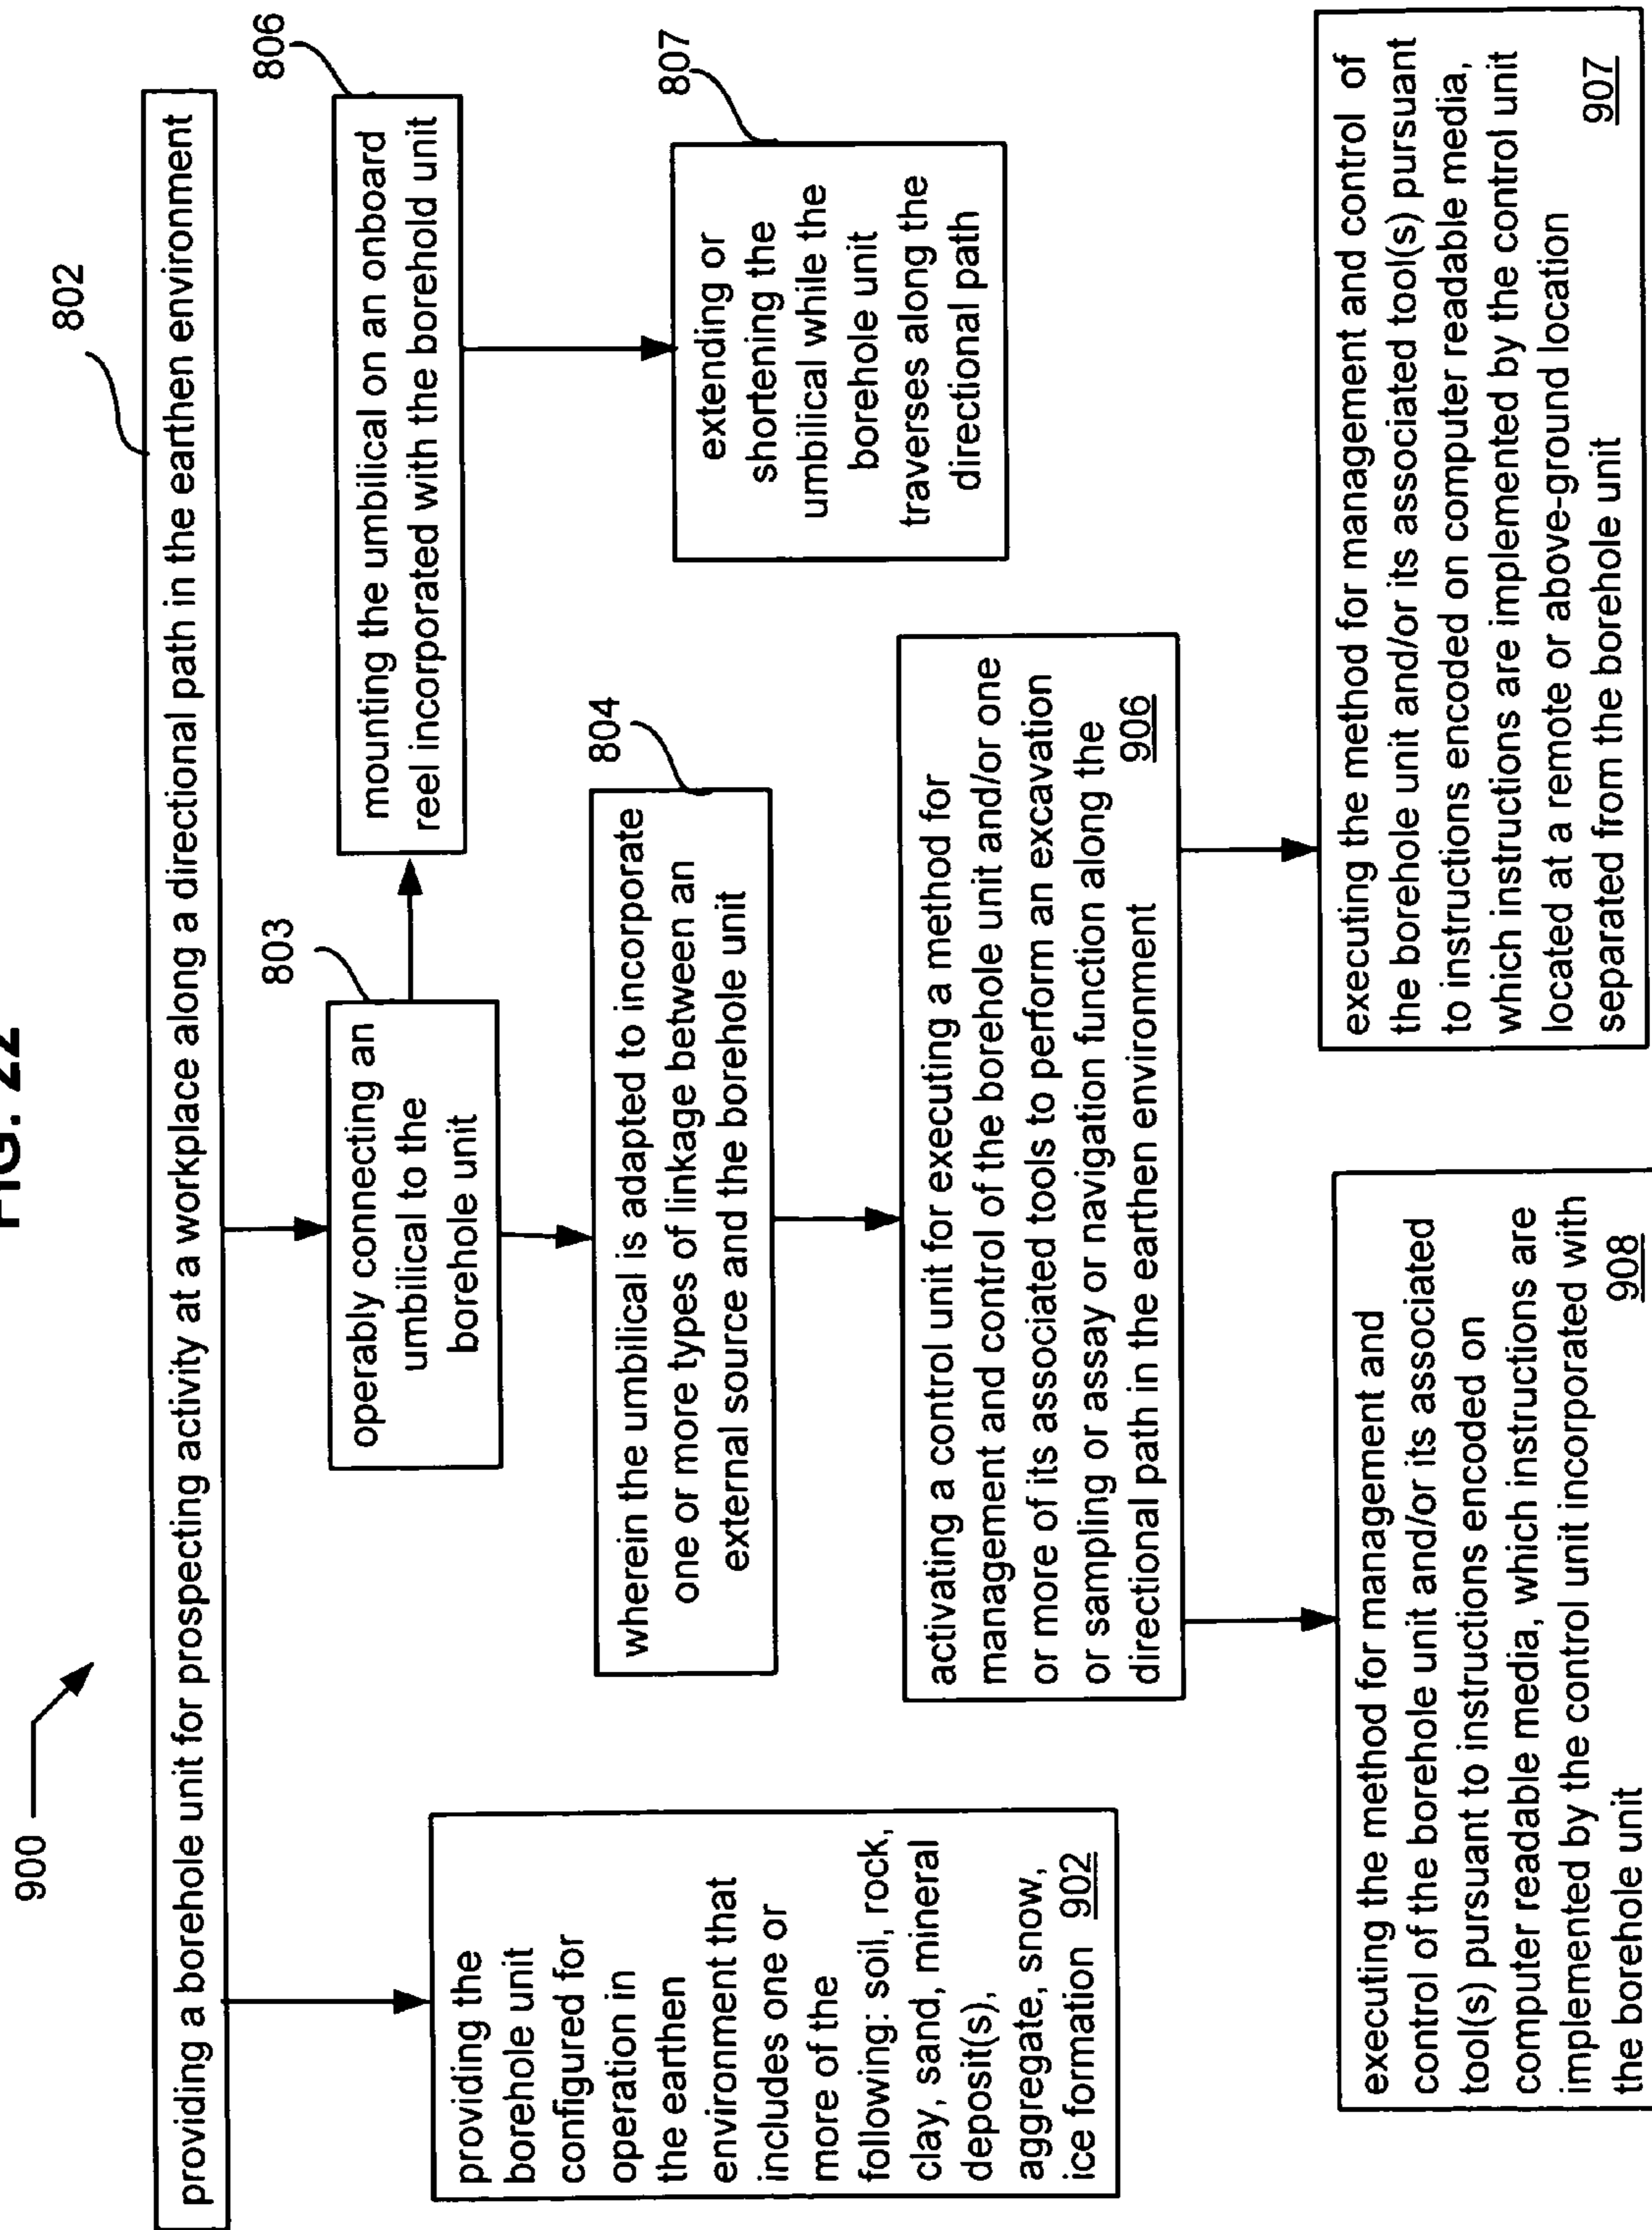 FIG. 22
900
802
providing a borehole unit for prospecting activity at a workplace along a directional path in the earthen environment
providing the
borehole unit
configured for
operation in
the earthen
environment that
includes one or
more of the
following: soil, rock,
clay, sand, mineral
deposit(s),
aggregate, snow,
ice formation 902
803
operably connecting an
umbilical to the
borehole unit
806
mounting the umbilical on an onboard
reel incorporated with the borehold unit
804
wherein the umbilical is adapted to incorporate
one or more types of linkage between an
external source and the borehole unit
807
extending or
shortening the
umbilical while the
borehole unit
traverses along the
directional path
activating a control unit for executing a method for
management and control of the borehole unit and/or one
or more of its associated tools to perform an excavation
or sampling or assay or navigation function along the
directional path in the earthen environment 906
executing the method for management and
control of the borehole unit and/or its associated
tool(s) pursuant to instructions encoded on
computer readable media, which instructions are
implemented by the control unit incorporated with
the borehole unit 908
executing the method for management and control of
the borehole unit and/or its associated tool(s) pursuant
to instructions encoded on computer readable media,
which instructions are implemented by the control unit
located at a remote or above-ground location
separated from the borehole unit 907